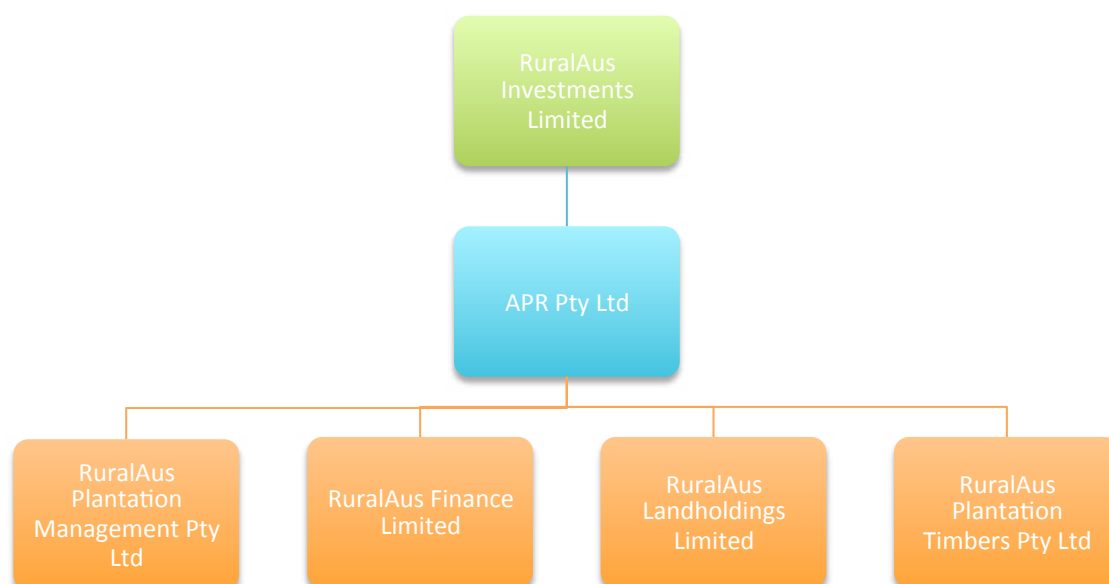 RuralAus
Investments
Limited
APR Pty Ltd
RuralAus
Plantation
Management Pty
Ltd
RuralAus Finance
Limited
RuralAus
Landholdings
Limited
RuralAus
Plantation
Timbers Pty Ltd